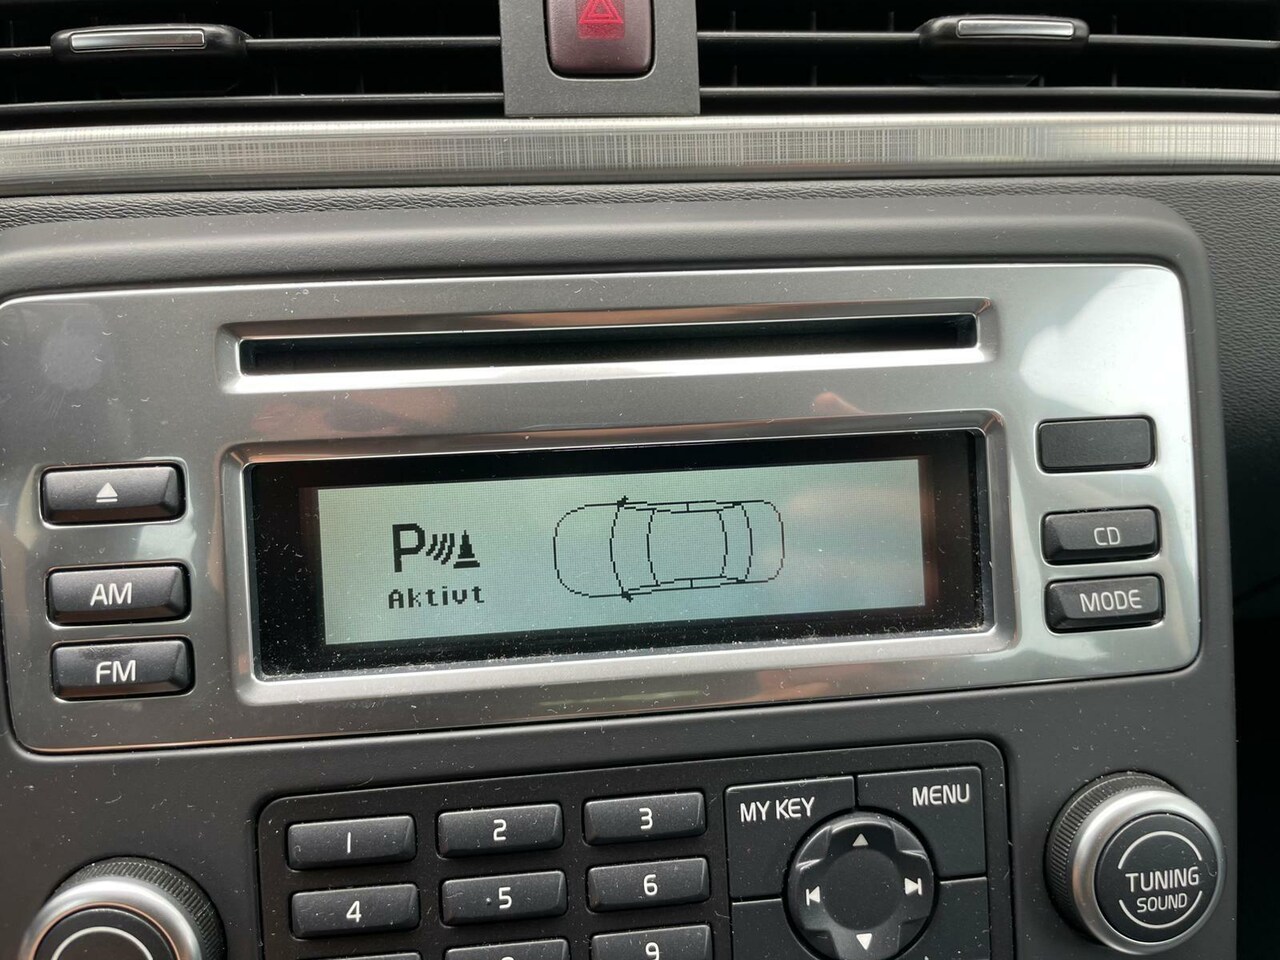 P
Aktivt
AM
FM
CD
MODE
MY KEY
MENU
1
2
3
4
5
6
9
TUNING
SOUND